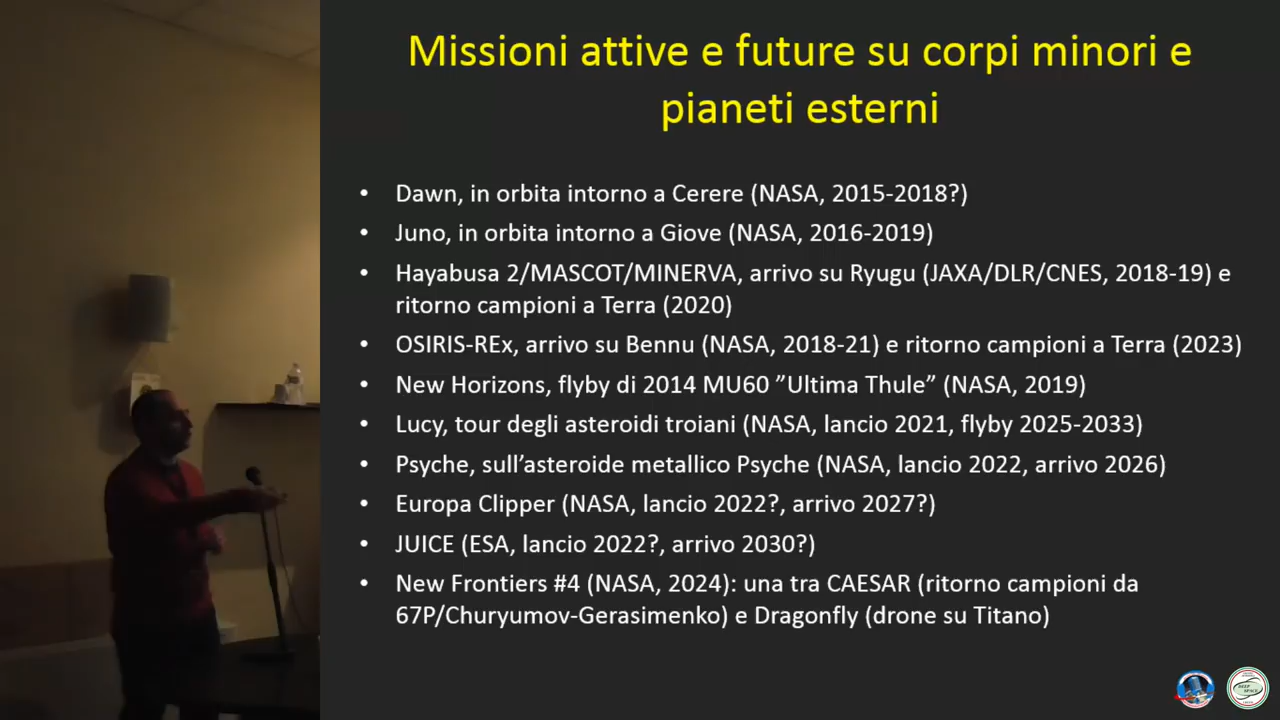 Missioni attive e future su corpi minori e
pianeti esterni
• Dawn, in orbita intorno a Cerere (NASA, 2015-2018?)
• Juno, in orbita intorno a Giove (NASA, 2016-2019)
• Hayabusa 2/MASCOT/MINERVA, arrivo su Ryugu (JAXA/DLR/CNES, 2018-19) e
ritorno campioni a Terra (2020)
• OSIRIS-REx, arrivo su Bennu (NASA, 2018-21) e ritorno campioni a Terra (2023)
• New Horizons, flyby di 2014 MU60 ”Ultima Thule” (NASA, 2019)
• Lucy, tour degli asteroidi troiani (NASA, lancio 2021, flyby 2025-2033)
• Psyche, sull’asteroide metallico Psyche (NASA, lancio 2022, arrivo 2026)
• Europa Clipper (NASA, lancio 2022?, arrivo 2027?)
• JUICE (ESA, lancio 2022?, arrivo 2030?)
• New Frontiers #4 (NASA, 2024): una tra CAESAR (ritorno campioni da
67P/Churyumov-Gerasimenko) e Dragonfly (drone su Titano)
DEEP
SPACE